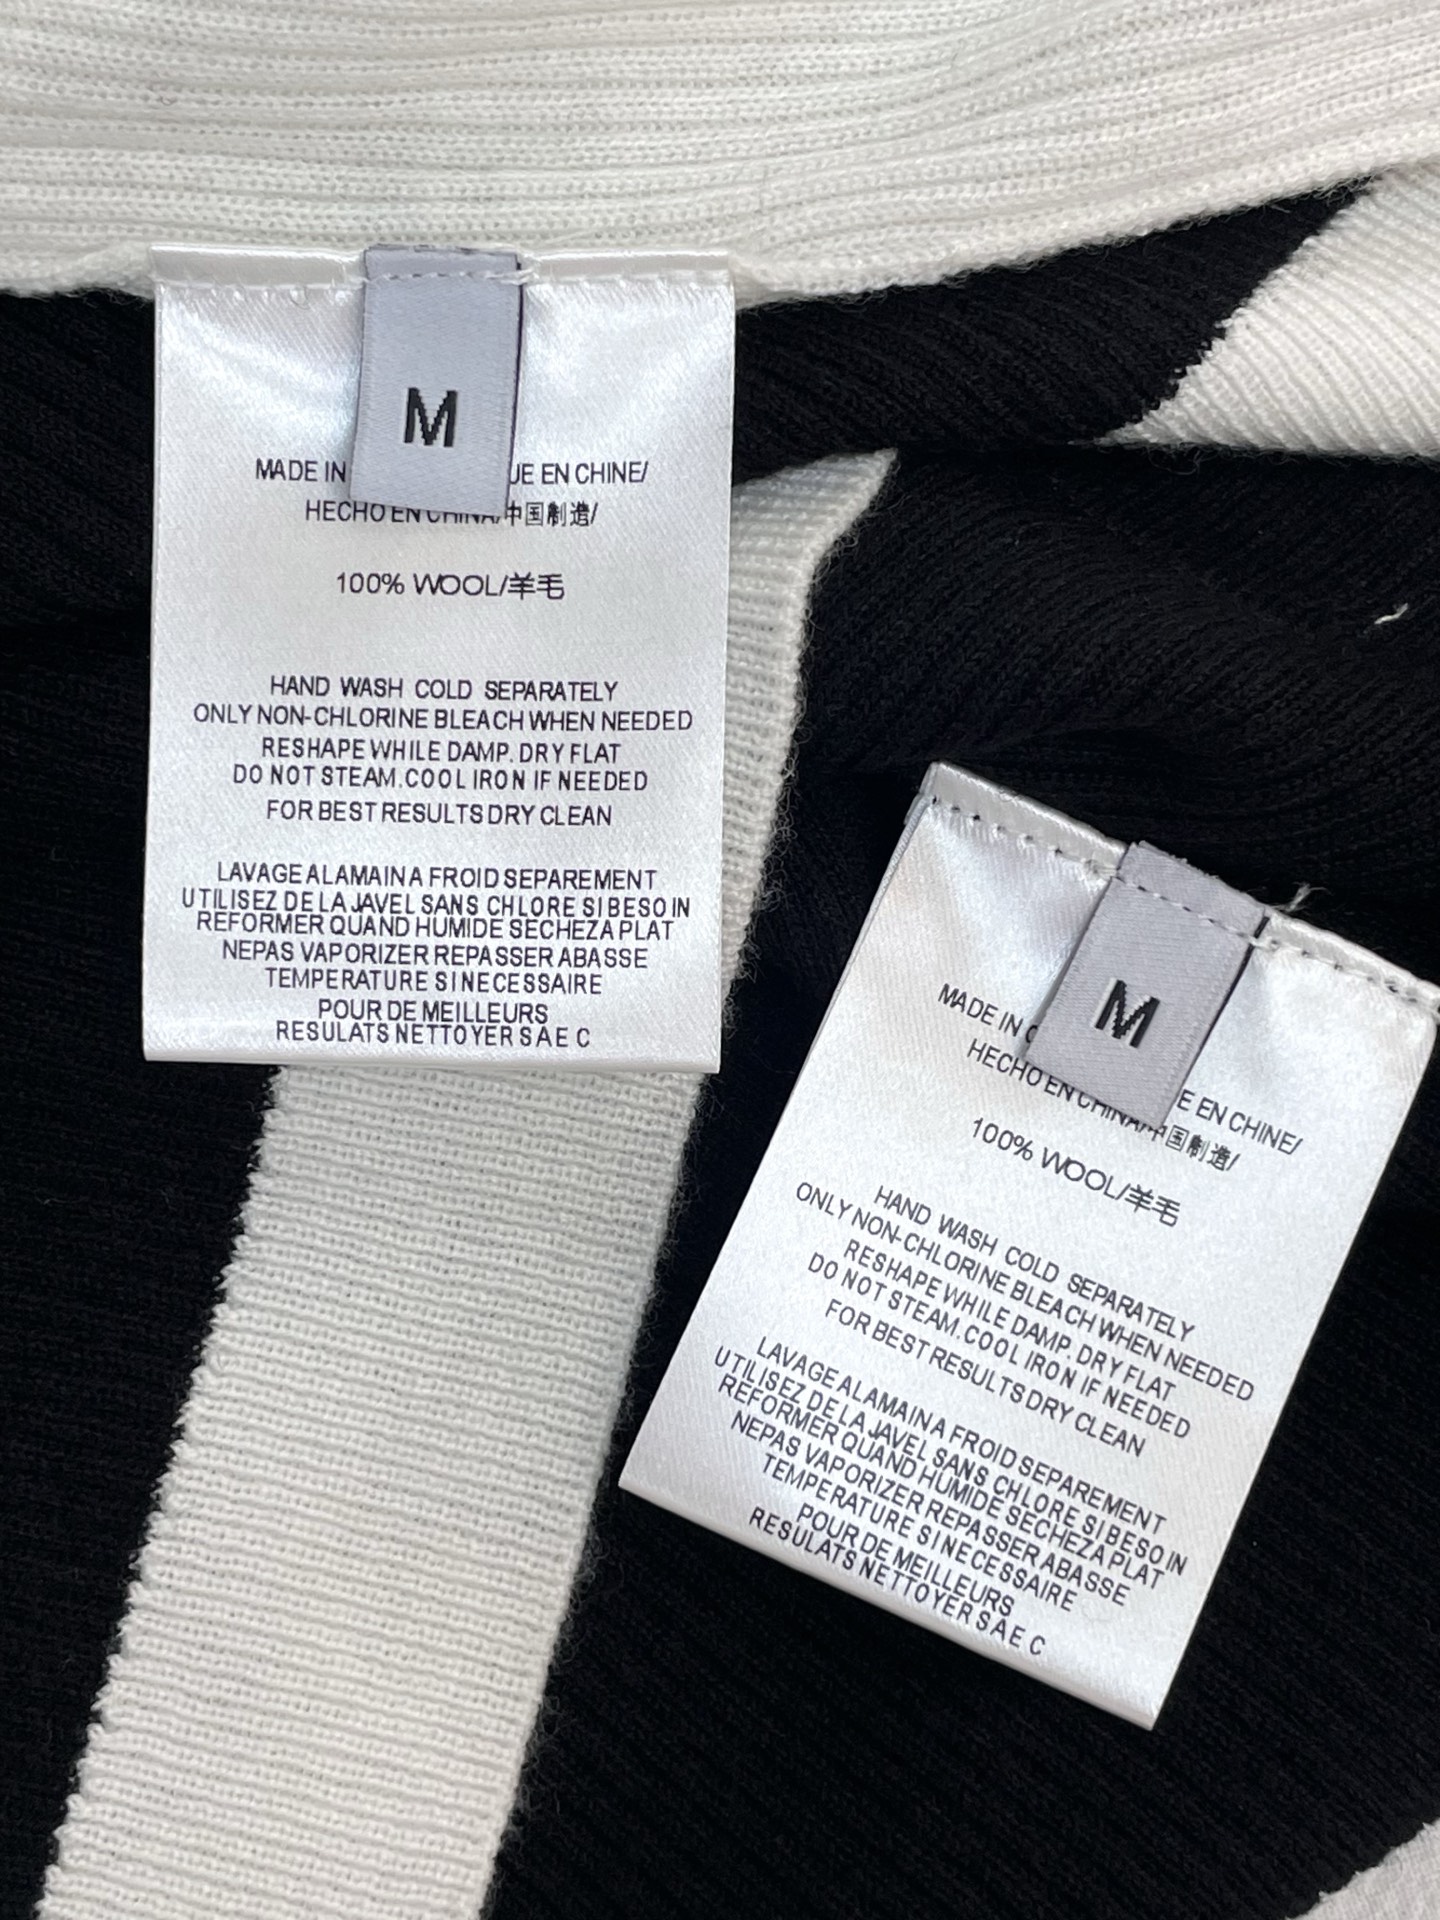 M
MADE IN UE EN CHINE/
HECHO EN CHINA/中国制造/
100% WOOL/羊毛
HAND WASH COLD SEPARATELY
ONLY NON-CHLORINE BLEACH WHEN NEEDED
RESHAPE WHILE DAMP. DRY FLAT
DO NOT STEAM.COOL IRON IF NEEDED
FOR BEST RESULTS DRY CLEAN
LAVAGE A LAMAIN A FROID SEPAREMENT
UTILISEZ DE LA JAVEL SANS CHLORE SI BESO IN
REFORMER QUAND HUMIDE SECHEZ A PLAT
NEPAS VAPORIZER REPASSER ABASSE
TEMPERATURE SI NECESSAIRE
POUR DE MEILLEURS
RESULATS NETTOYER S A E C
M
MADE IN C E EN CHINE/
HECHO EN CHINA/中国制造/
100% WOOL/羊毛
HAND WASH COLD SEPARATELY
ONLY NON-CHLORINE BLEACH WHEN NEEDED
RESHAPE WHILE DAMP. DRY FLAT
DO NOT STEAM.COOL IRON IF NEEDED
FOR BEST RESULTS DRY CLEAN
LAVAGE A LAMAIN A FROID SEPAREMENT
UTILISEZ DE LA JAVEL SANS CHLORE SI BESO IN
REFORMER QUAND HUMIDE SECHEZ A PLAT
NEPAS VAPORIZER REPASSER ABASSE
TEMPERATURE SI NECESSAIRE
POUR DE MEILLEURS
RESULATS NETTOYER S A E C